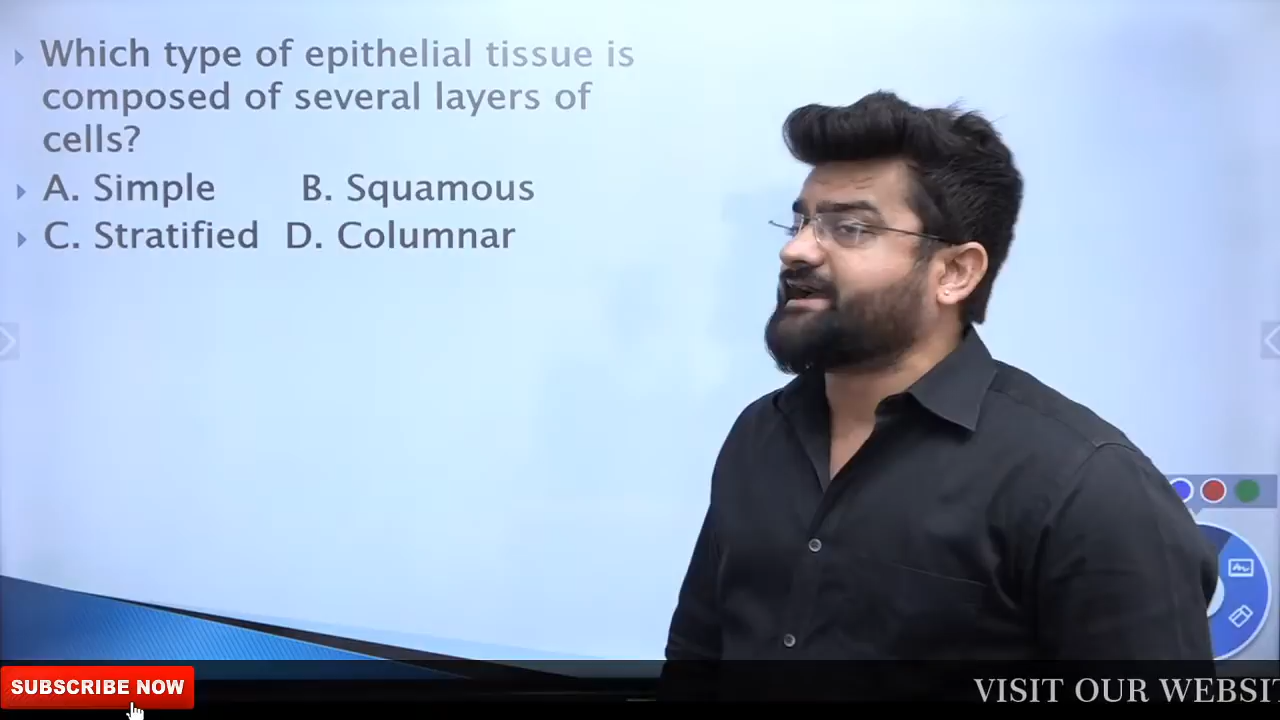 Which type of epithelial tissue is
composed of several layers of
cells?
A. Simple B. Squamous
C. Stratified D. Columnar
SUBSCRIBE NOW
VISIT OUR WEBSIT